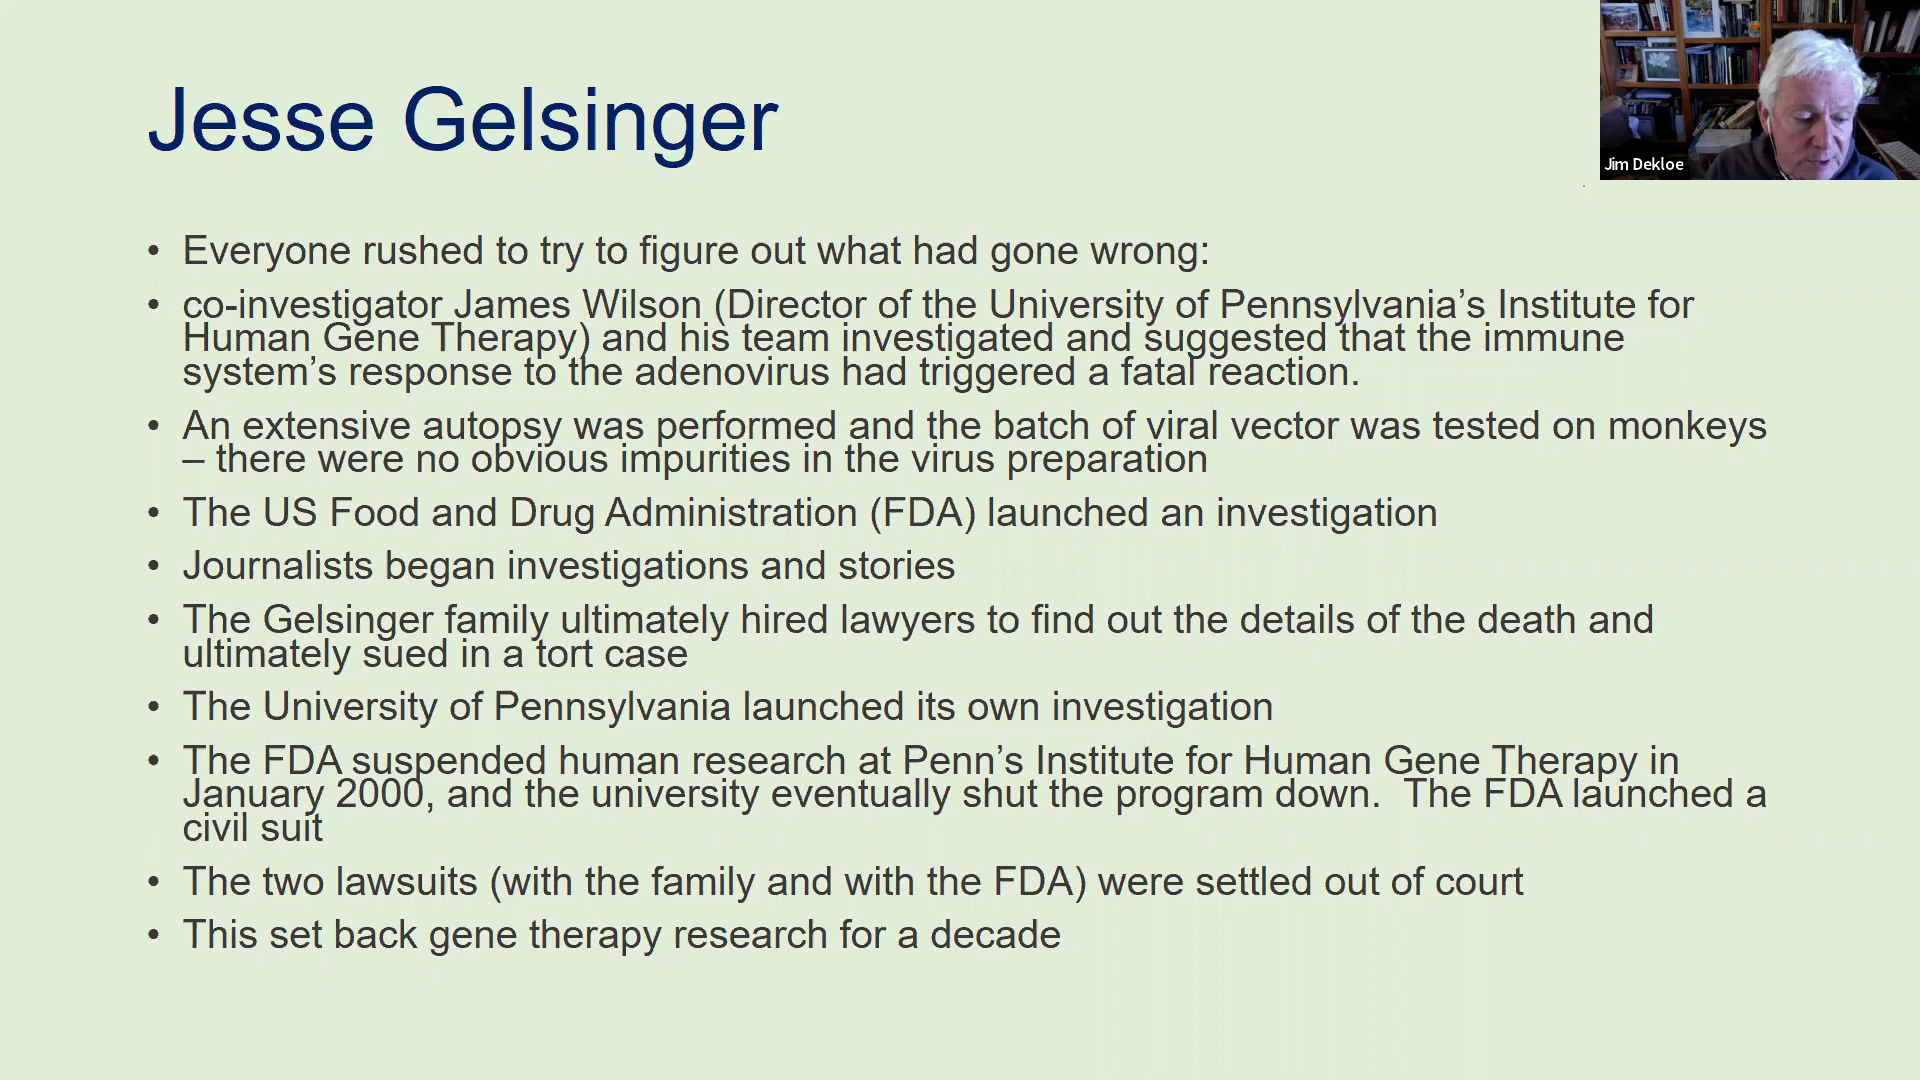 Jesse Gelsinger
Jim Dekloe
• Everyone rushed to try to figure out what had gone wrong:
• co-investigator James Wilson (Director of the University of Pennsylvania’s Institute for
Human Gene Therapy) and his team investigated and suggested that the immune
system’s response to the adenovirus had triggered a fatal reaction.
• An extensive autopsy was performed and the batch of viral vector was tested on monkeys
– there were no obvious impurities in the virus preparation
• The US Food and Drug Administration (FDA) launched an investigation
• Journalists began investigations and stories
• The Gelsinger family ultimately hired lawyers to find out the details of the death and
ultimately sued in a tort case
• The University of Pennsylvania launched its own investigation
• The FDA suspended human research at Penn’s Institute for Human Gene Therapy in
January 2000, and the university eventually shut the program down.  The FDA launched a
civil suit
• The two lawsuits (with the family and with the FDA) were settled out of court
• This set back gene therapy research for a decade